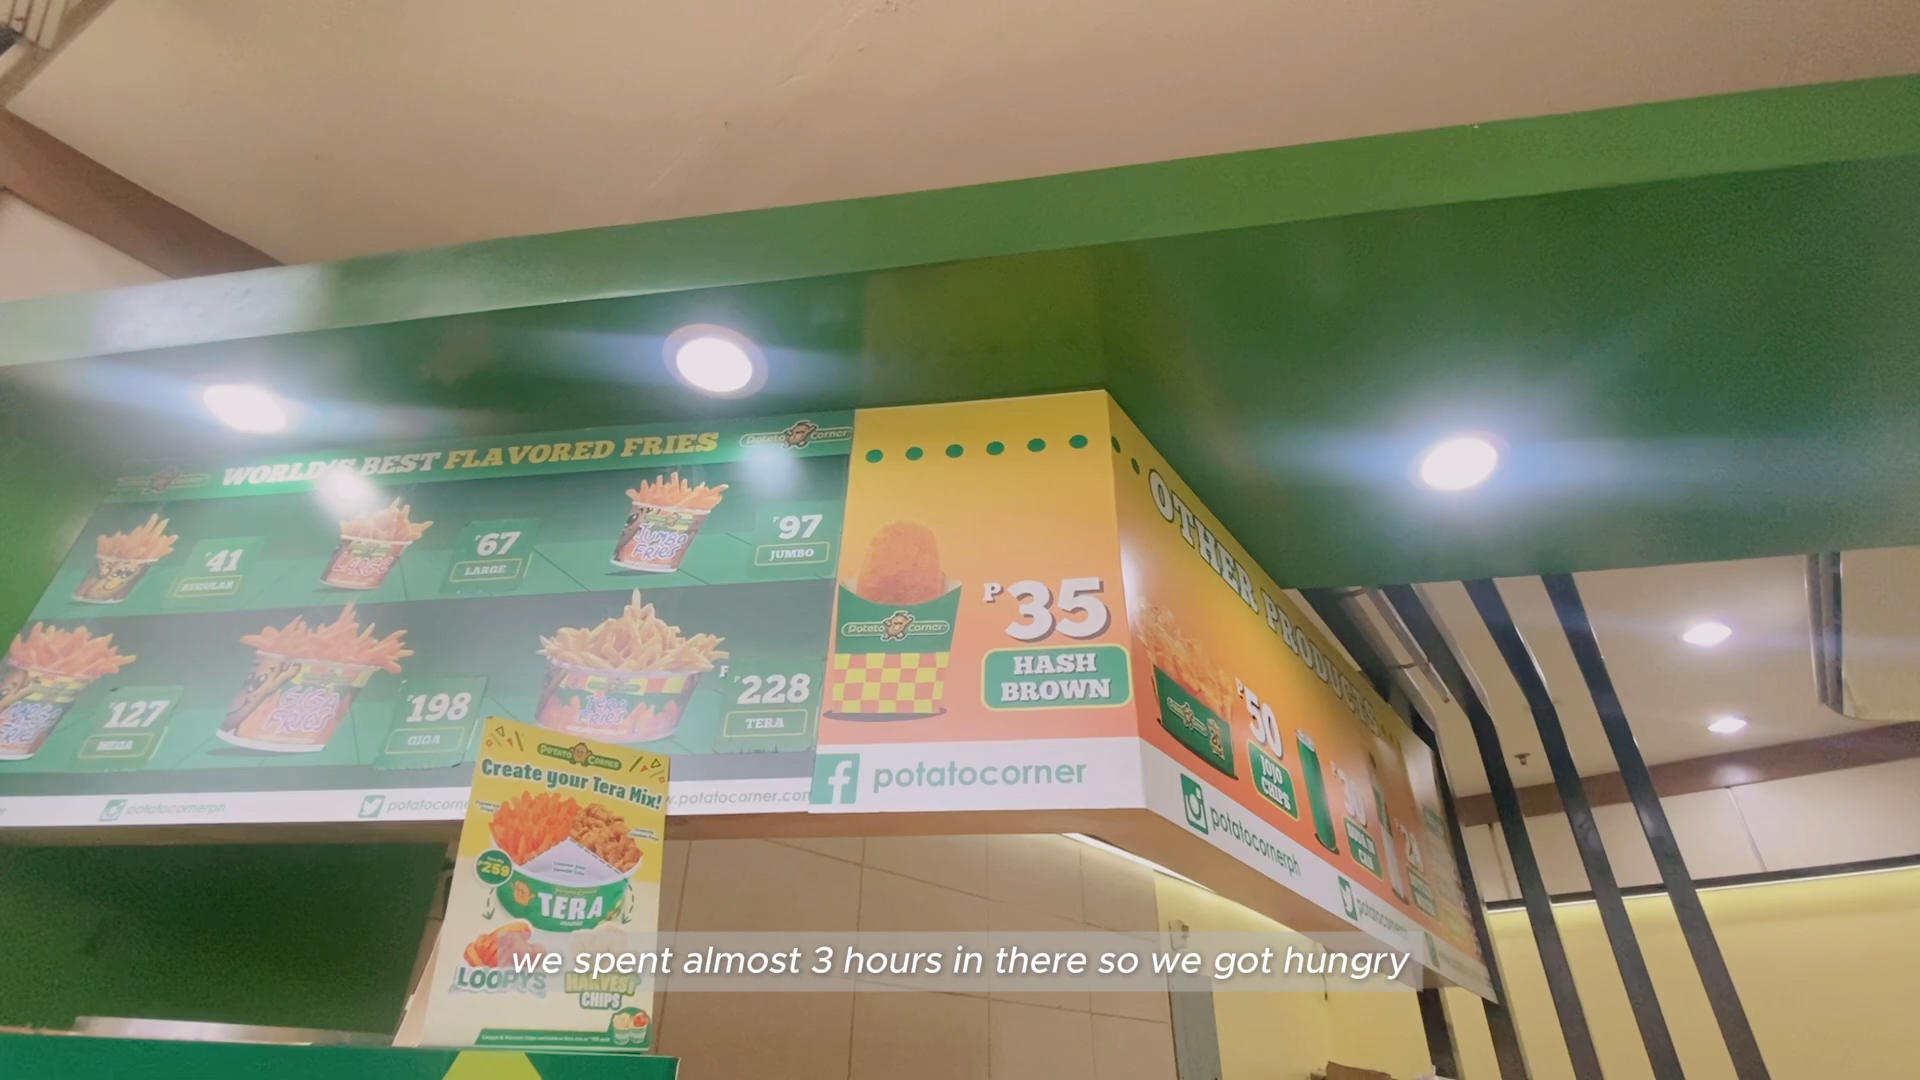 WORLD'S BEST FLAVORED FRIES
Potato Corner
₱41
REGULAR
₱67
LARGE
JUMBO
FRIES
₱97
JUMBO
₱127
MEGA
GIGA
FRIES
₱198
GIGA
TERA
FRIES
₱228
TERA
potatocornerph
potatocorner
www.potatocorner.com
Potato Corner
₱35
HASH
BROWN
potatocorner
OTHER PRODUCTS
₱50
JOJO
CHIPS
potatocornerph
potatocorner
POTATO CORNER
Create your Tera Mix!
₱259
TERA
LOOPYS
HARVEST
CHIPS
we spent almost 3 hours in there so we got hungry